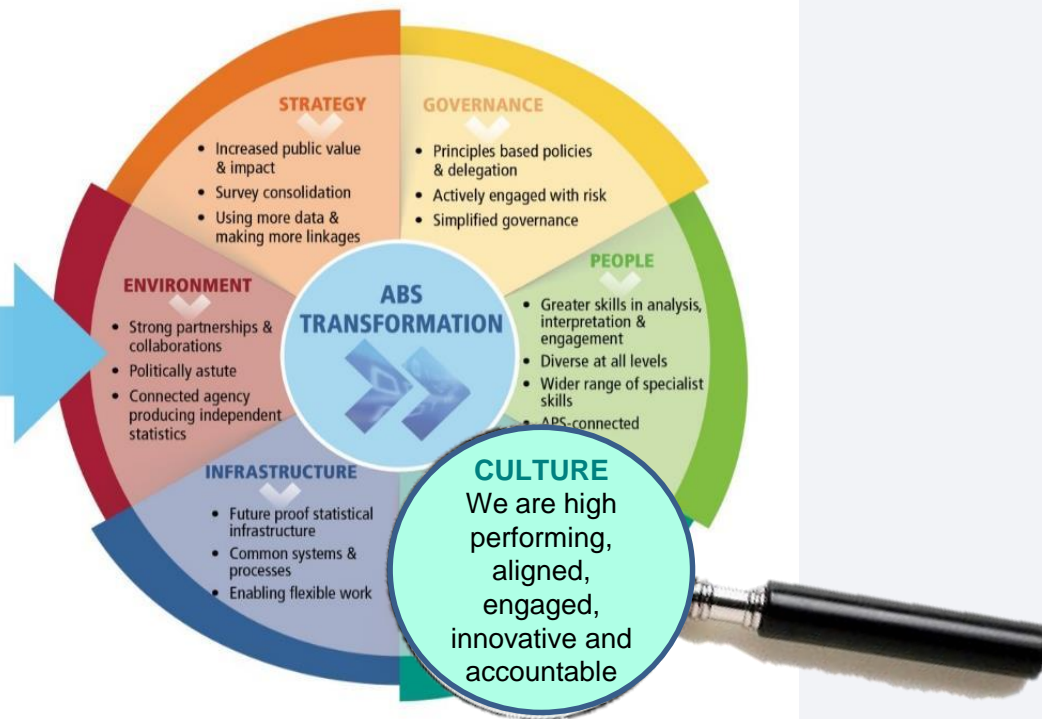 STRATEGY
• Increased public value
& impact
• Survey consolidation
• Using more data &
making more linkages
GOVERNANCE
• Principles based policies
& delegation
• Actively engaged with risk
• Simplified governance
ENVIRONMENT
• Strong partnerships &
collaborations
• Politically astute
• Connected agency
producing independent
statistics
ABS
TRANSFORMATION
PEOPLE
• Greater skills in analysis,
interpretation &
engagement
• Diverse at all levels
• Wider range of specialist
skills
• APS-connected
INFRASTRUCTURE
• Future proof statistical
infrastructure
• Common systems &
processes
• Enabling flexible work
CULTURE
We are high
performing,
aligned,
engaged,
innovative and
accountable